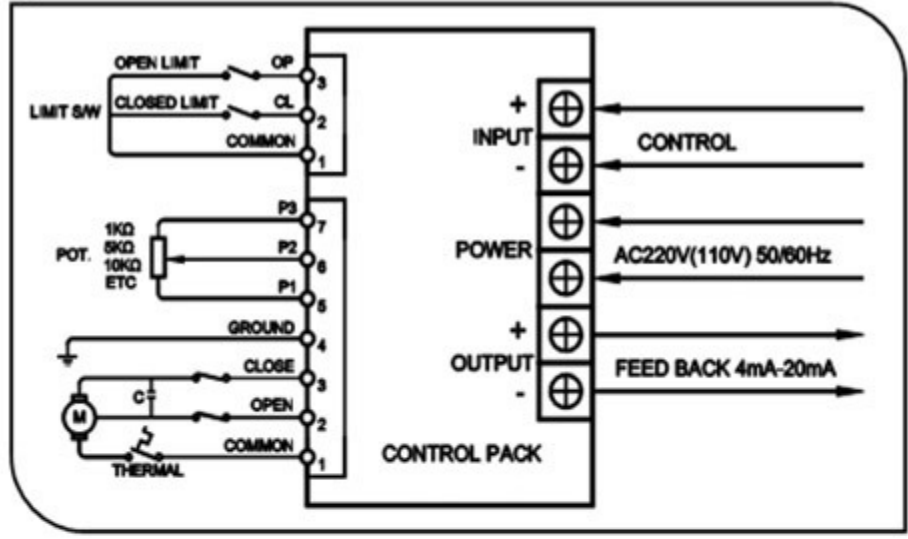 OPEN LIMIT OP
3
LIMIT S/W
CLOSED LIMIT CL
2
COMMON
1
P3
7
POT.
1KΩ
5KΩ
10KΩ
ETC
P2
6
P1
5
GROUND
4
CLOSE
3
C
M
OPEN
2
COMMON
1
THERMAL
+
INPUT
-
CONTROL
POWER
AC220V(110V) 50/60Hz
+
OUTPUT
-
FEED BACK 4mA-20mA
CONTROL PACK